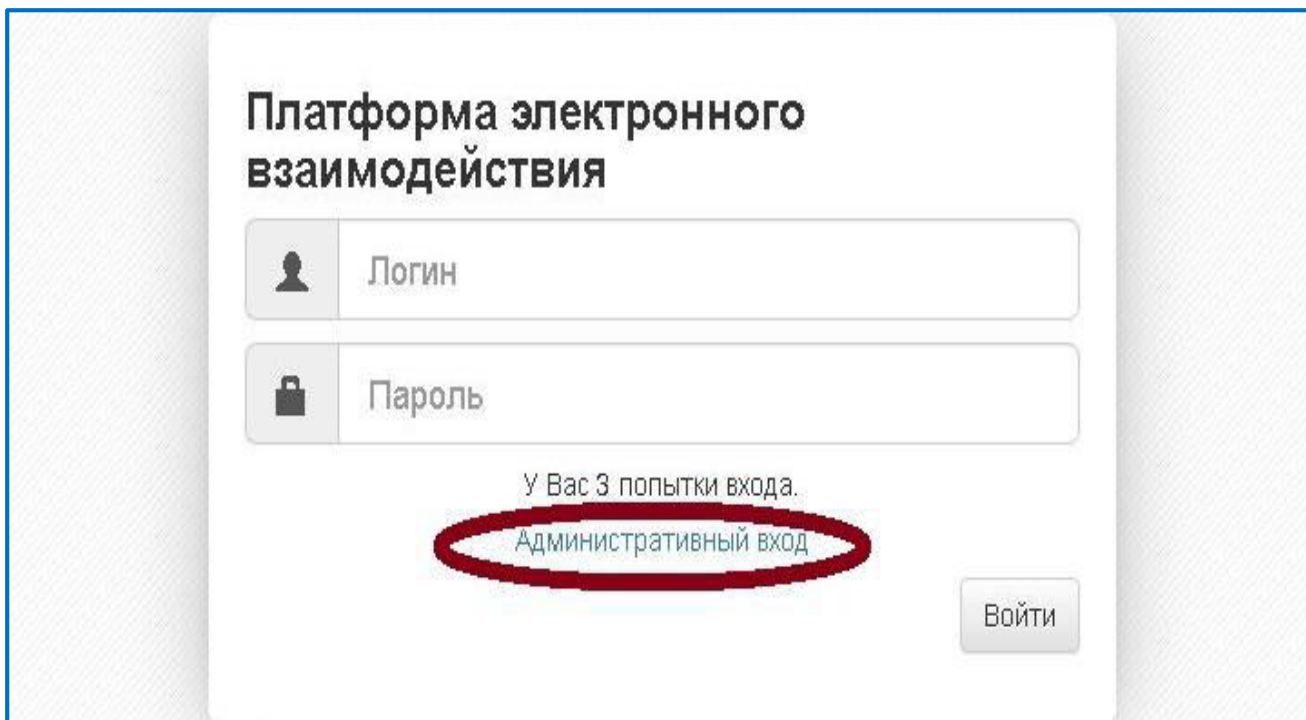 Платформа электронного
взаимодействия
Логин
Пароль
У Вас 3 попытки входа.
Административный вход
Войти